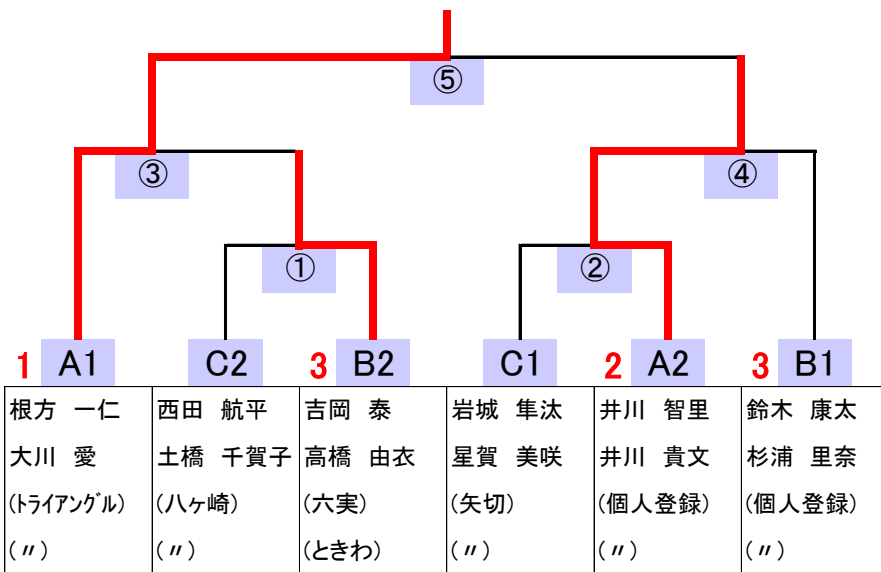 ⑤
③
④
①
②
1 A1
C2
3 B2
C1
2 A2
3 B1
根方 一仁
大川 愛
(トライアングル)
(〃)
西田 航平
土橋 千賀子
(八ヶ崎)
(〃)
吉岡 泰
高橋 由衣
(六実)
(ときわ)
岩城 隼汰
星賀 美咲
(矢切)
(〃)
井川 智里
井川 貴文
(個人登録)
(〃)
鈴木 康太
杉浦 里奈
(個人登録)
(〃)